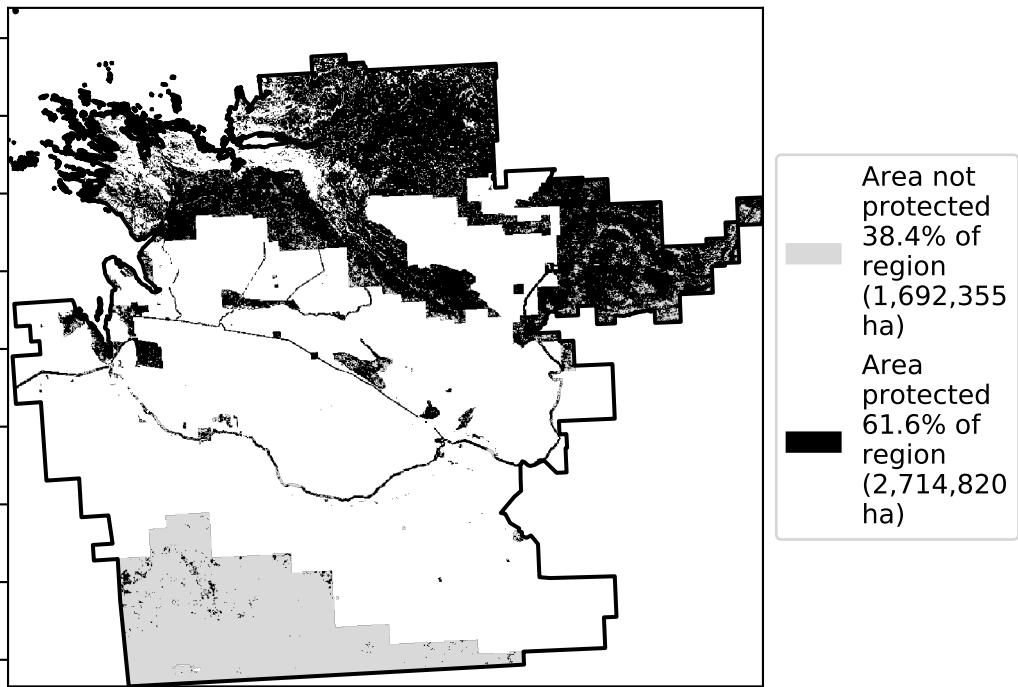 Area not
protected
38.4% of
region
(1,692,355
ha)
Area
protected
61.6% of
region
(2,714,820
ha)